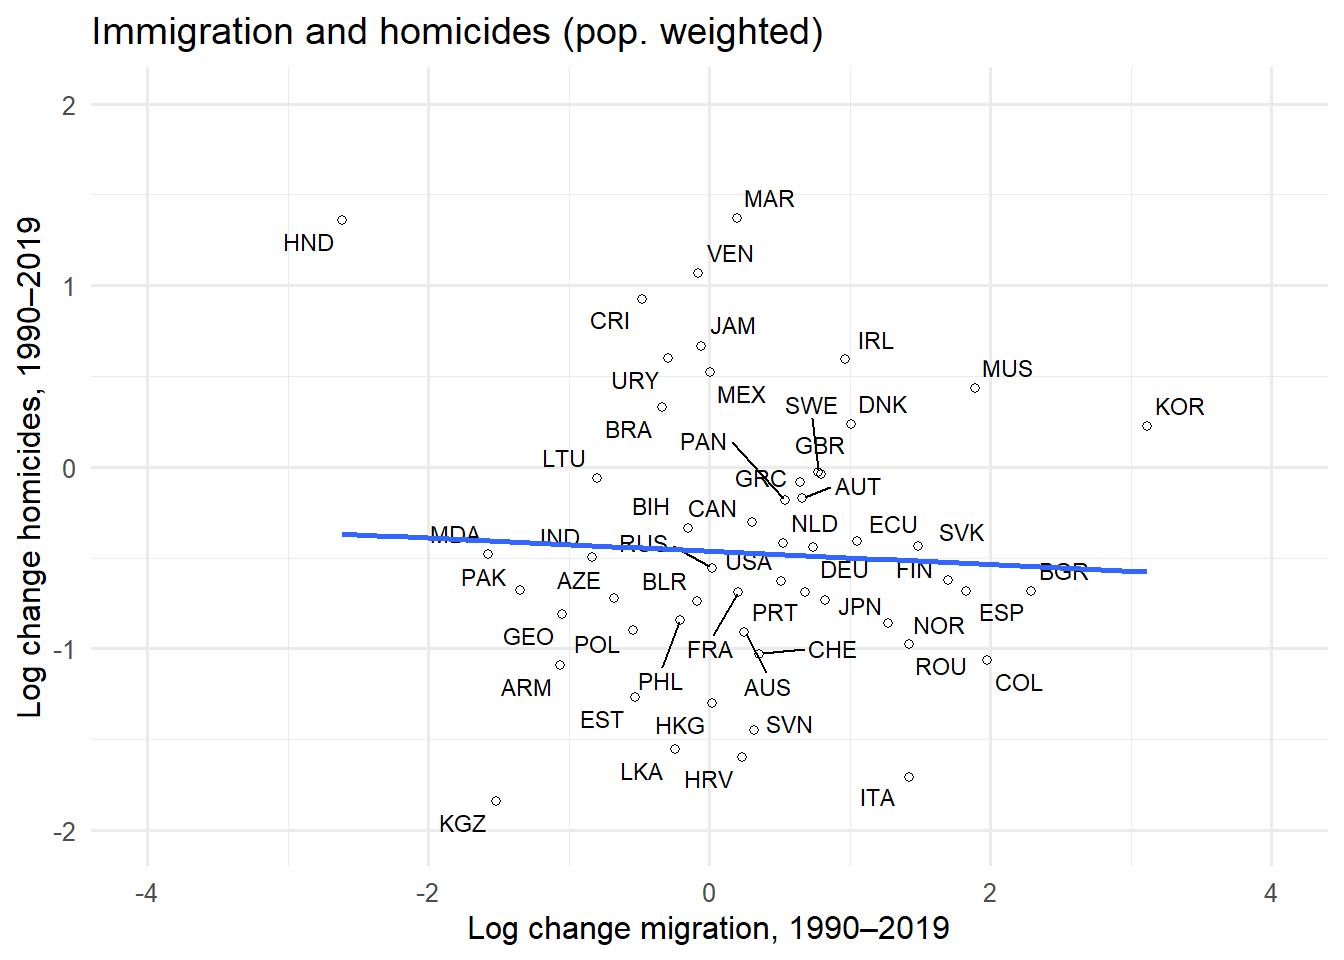 Immigration and homicides (pop. weighted)
Log change homicides, 1990–2019
2
1
0
-1
-2
MAR
HND
VEN
CRI
JAM
IRL
URY
MUS
MEX
KOR
SWE
DNK
BRA
PAN
GBR
LTU
GRC
AUT
BIH
CAN
NLD
ECU
SVK
MDA
IND
RUS
USA
DEU
FIN
BGR
PAK
AZE
BLR
PRT
JPN
ESP
GEO
POL
FRA
CHE
NOR
ROU
ARM
PHL
AUS
COL
EST
HKG
SVN
LKA
HRV
ITA
KGZ
-4
-2
0
2
4
Log change migration, 1990–2019